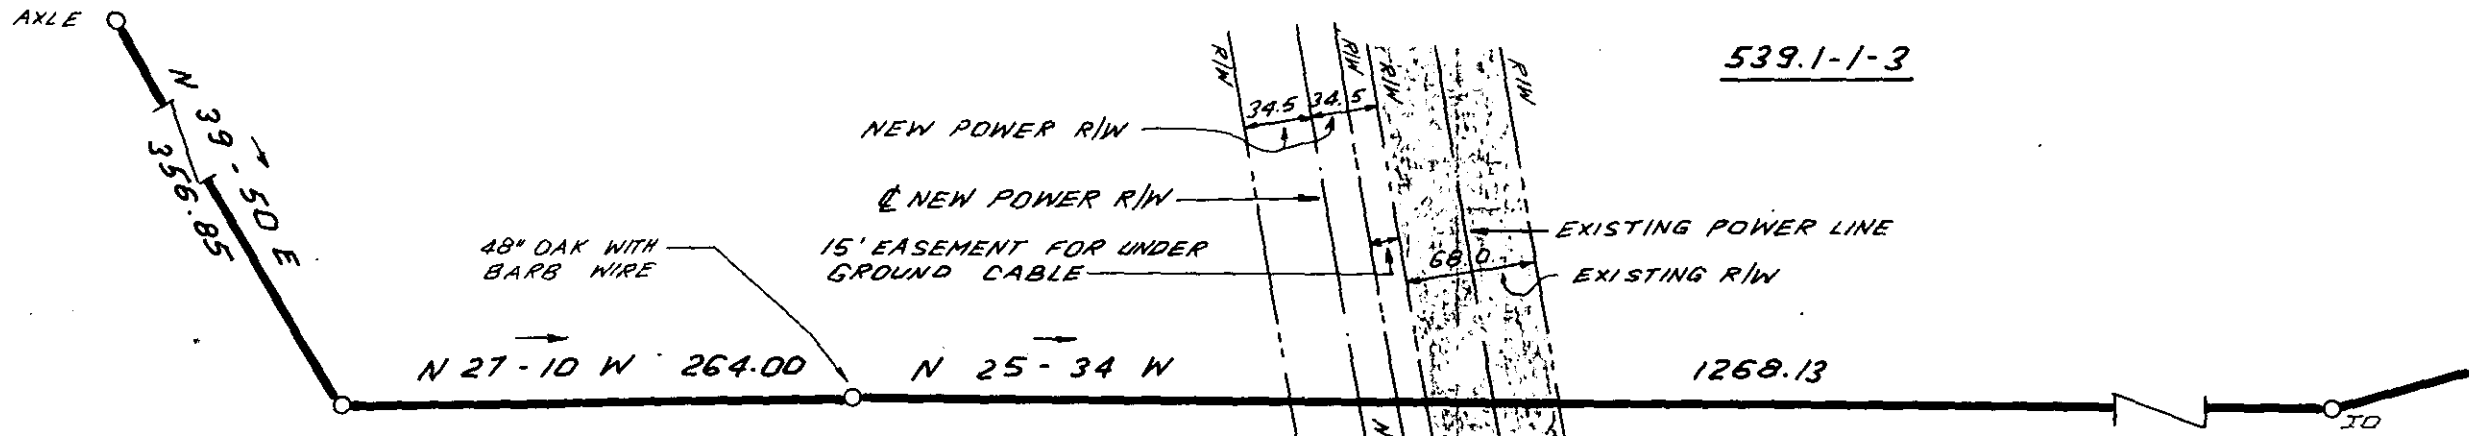 AXLE
N 39-50 E
356.85
R/W
R/W
R/W
R/W
539.1-1-3
34.5 34.5
NEW POWER R/W
₵ NEW POWER R/W
48" OAK WITH
BARB WIRE
15' EASEMENT FOR UNDER
GROUND CABLE
EXISTING POWER LINE
68.0
EXISTING R/W
N 27-10 W 264.00
N 25-34 W
1268.13
N